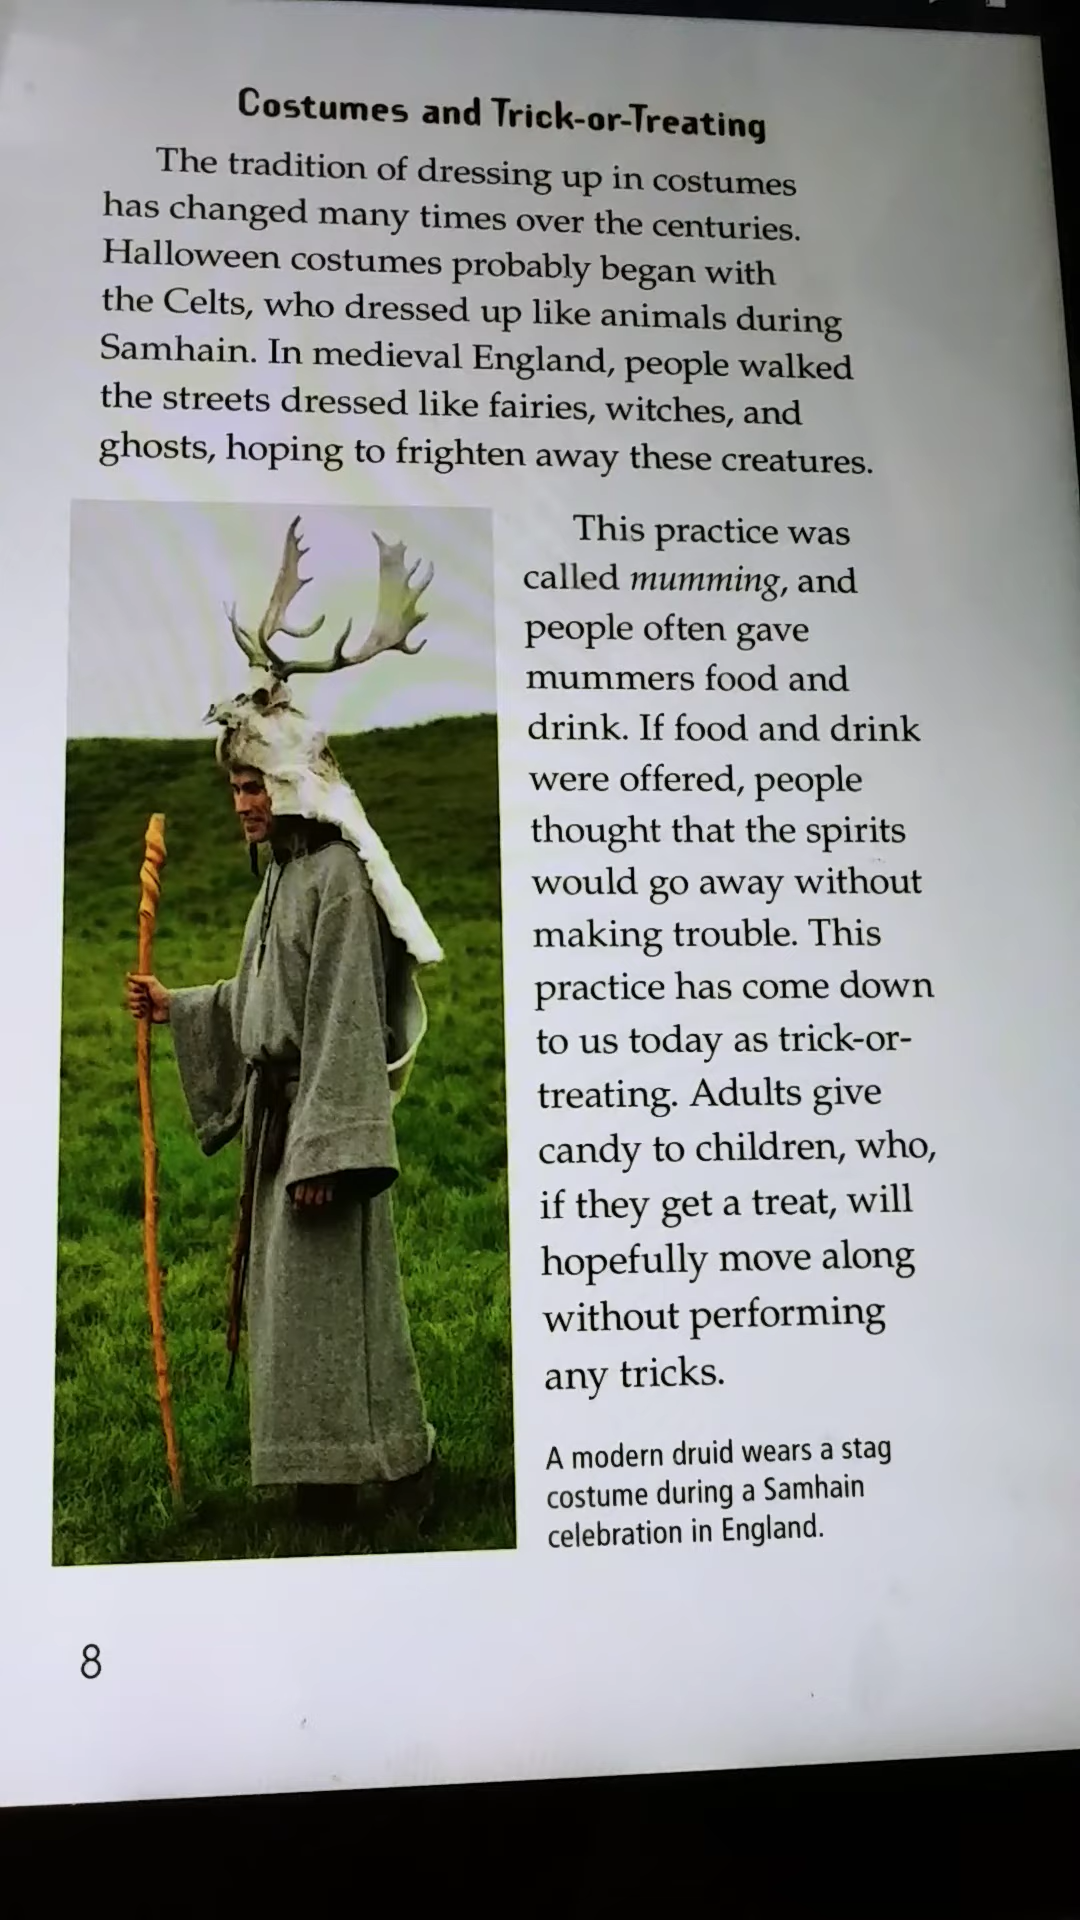 Costumes and Trick-or-Treating
The tradition of dressing up in costumes
has changed many times over the centuries.
Halloween costumes probably began with
the Celts, who dressed up like animals during
Samhain. In medieval England, people walked
the streets dressed like fairies, witches, and
ghosts, hoping to frighten away these creatures.
This practice was
called mumming, and
people often gave
mummers food and
drink. If food and drink
were offered, people
thought that the spirits
would go away without
making trouble. This
practice has come down
to us today as trick-or-
treating. Adults give
candy to children, who,
if they get a treat, will
hopefully move along
without performing
any tricks.
A modern druid wears a stag
costume during a Samhain
celebration in England.
8